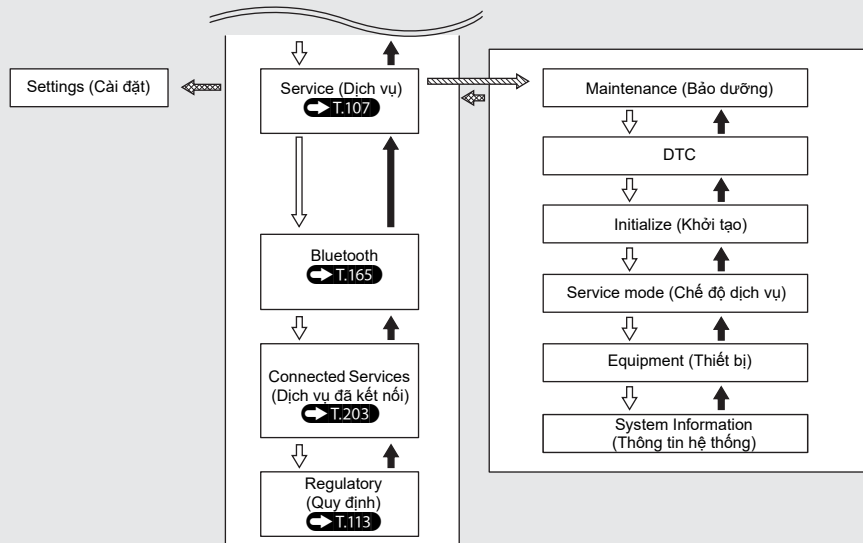 Settings (Cài đặt)
Service (Dịch vụ)
T.107
Bluetooth
T.165
Connected Services
(Dịch vụ đã kết nối)
T.203
Regulatory
(Quy định)
T.113
Maintenance (Bảo dưỡng)
DTC
Initialize (Khởi tạo)
Service mode (Chế độ dịch vụ)
Equipment (Thiết bị)
System Information
(Thông tin hệ thống)